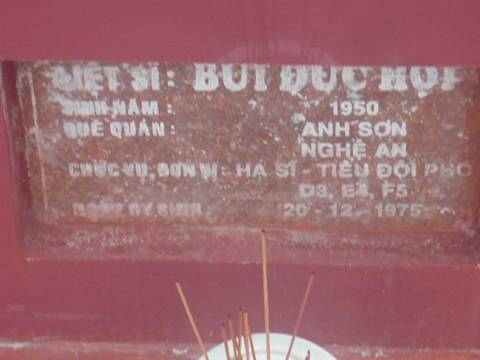 LIỆT SĨ : BÙI ĐỨC HỢI
SINH NĂM : 1950
QUÊ QUÁN : ANH SƠN
NGHỆ AN
CHỨC VỤ, ĐƠN VỊ : HẠ SĨ - TIỂU ĐỘI PHÓ
D3, E4, F5
NGÀY HY SINH : 20 - 12 - 1975